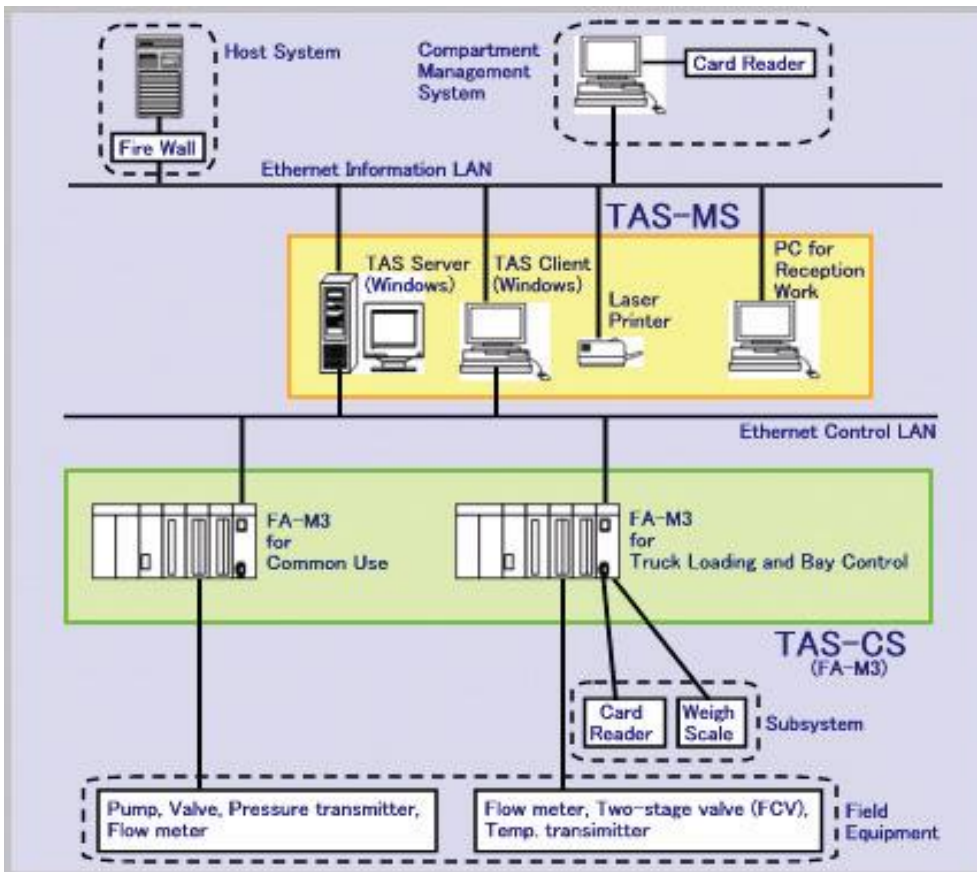 Host System
Fire Wall
Compartment
Management
System
Card Reader
Ethernet Information LAN
TAS-MS
TAS Server
(Windows)
TAS Client
(Windows)
Laser
Printer
PC for
Reception
Work
Ethernet Control LAN
FA-M3
for
Common Use
FA-M3
for
Truck Loading and Bay Control
TAS-CS
(FA-M3)
Card
Reader
Weigh
Scale
Subsystem
Pump, Valve, Pressure transmitter,
Flow meter
Flow meter, Two-stage valve (FCV),
Temp. transimitter
Field
Equipment